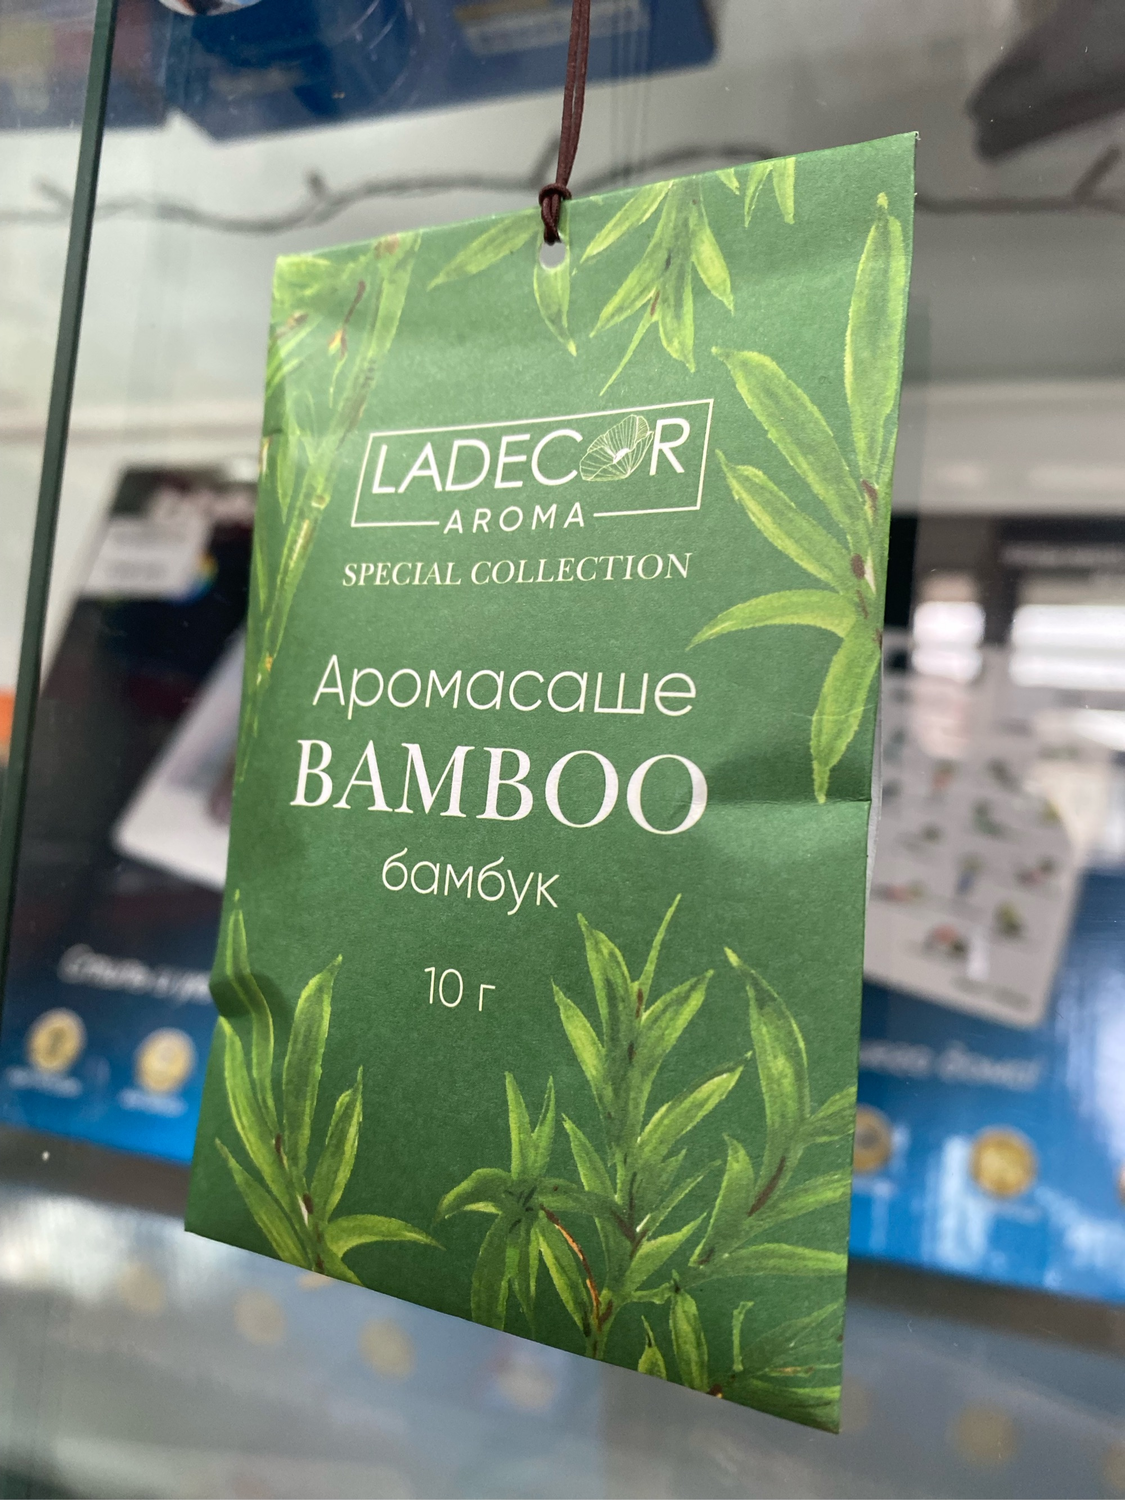 LADECOR
AROMA
SPECIAL COLLECTION
Аромасаше
BAMBOO
бамбук
10 г